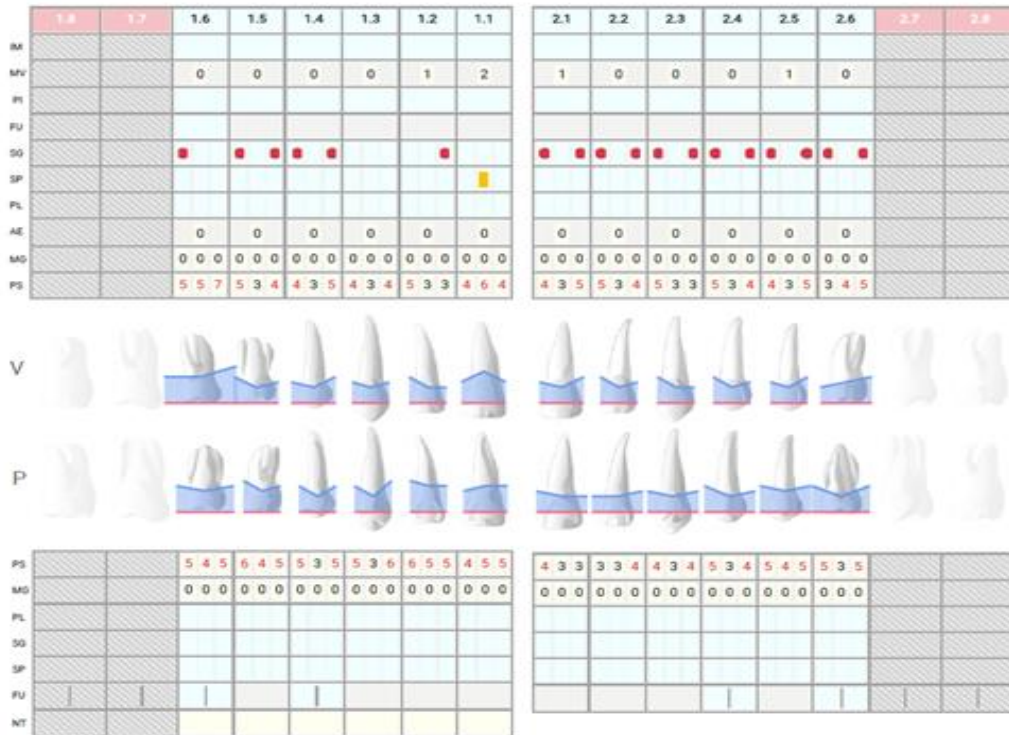 1.8 1.7 1.6 1.5 1.4 1.3 1.2 1.1 2.1 2.2 2.3 2.4 2.5 2.6 2.7 2.8
IM
MV 0 0 0 0 1 2 1 0 0 0 1 0
PI
FU
SG
SP
PL
AE 0 0 0 0 0 0 0 0 0 0 0 0
MG 0 0 0 0 0 0 0 0 0 0 0 0 0 0 0 0 0 0 0 0 0 0 0 0 0 0 0 0 0 0 0 0 0 0 0 0
PS 5 5 7 5 3 4 4 3 5 4 3 4 5 3 3 4 6 4 4 3 5 5 3 4 5 3 3 5 3 4 4 3 5 3 4 5
V
P
PS 5 4 5 6 4 5 5 3 5 5 3 6 6 5 5 4 5 5 4 3 3 3 3 4 4 3 4 5 3 4 5 4 5 5 3 5
MG 0 0 0 0 0 0 0 0 0 0 0 0 0 0 0 0 0 0 0 0 0 0 0 0 0 0 0 0 0 0 0 0 0 0 0 0
PL
SG
SP
FU
NT